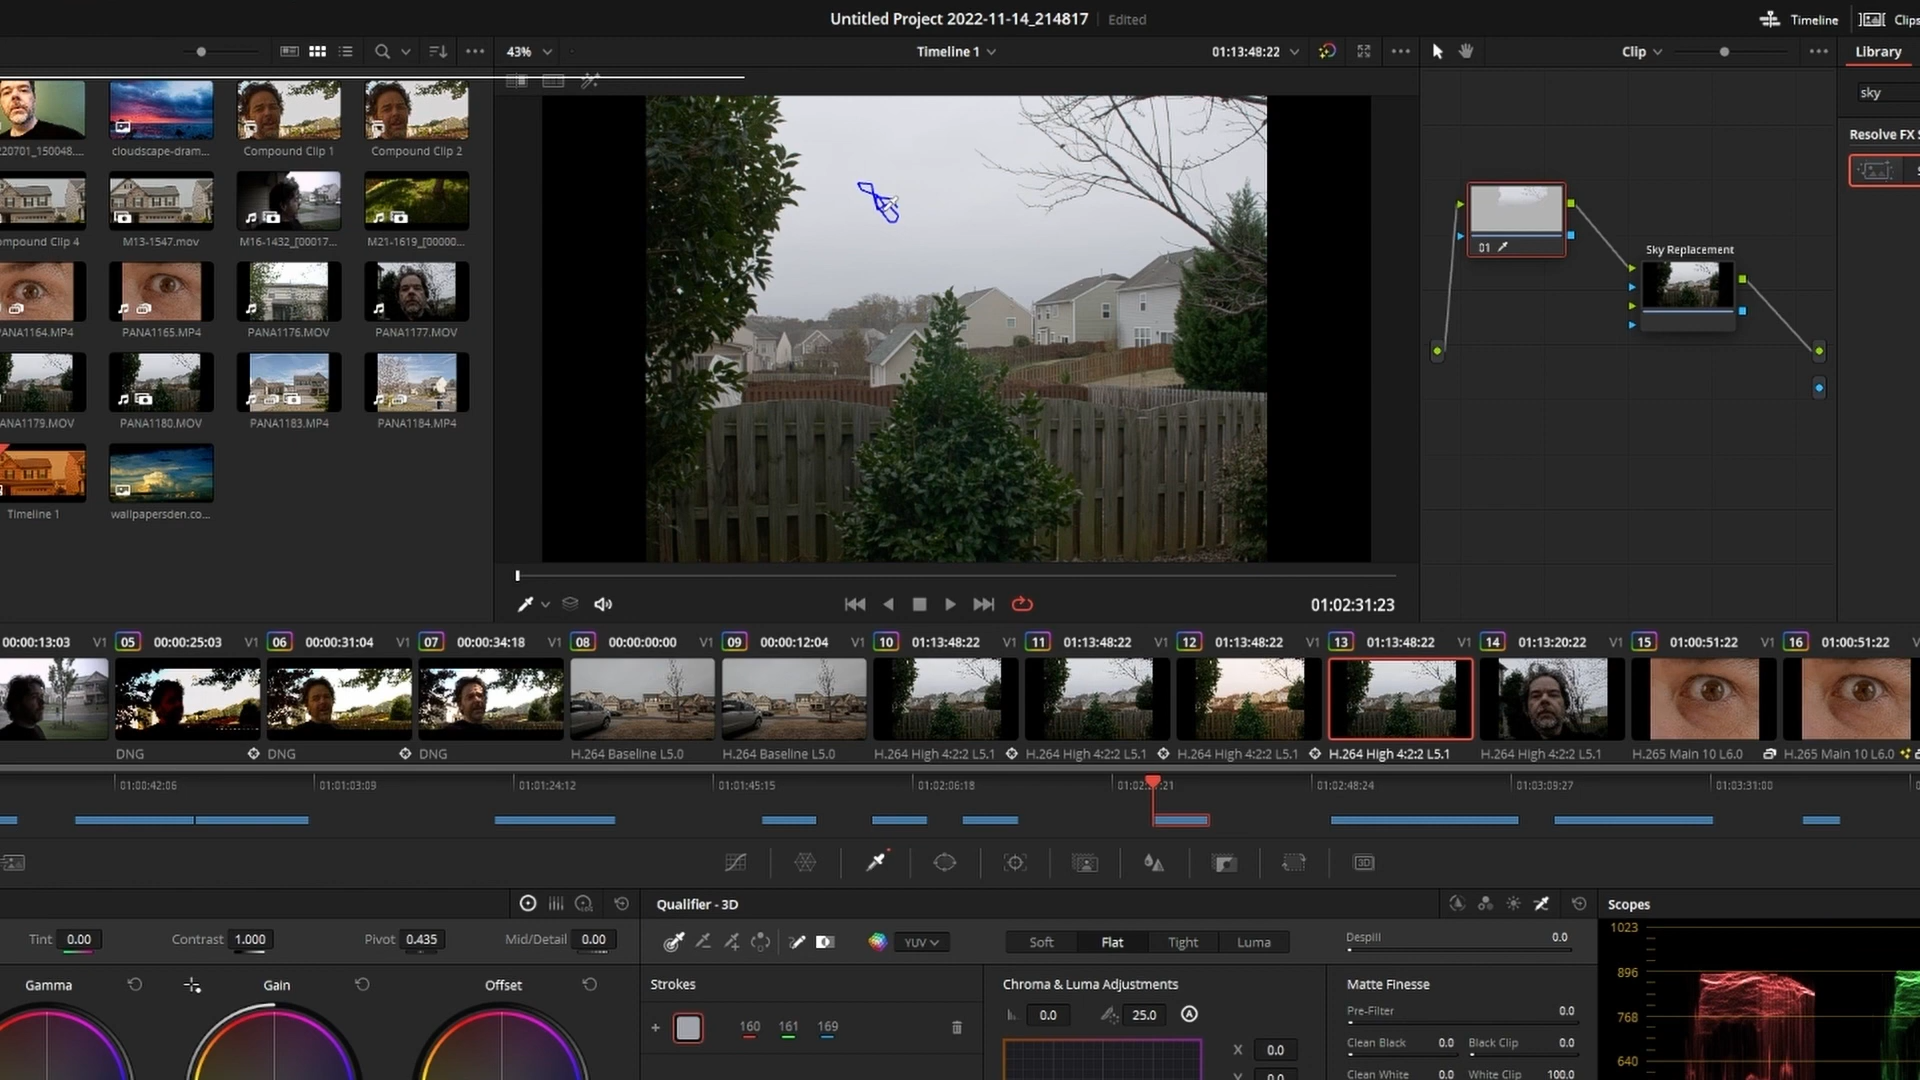 Untitled Project 2022-11-14_214817 Edited
Timeline Clips
43% Timeline 1 01:13:48:22 Clip Library
sky
Resolve FX S
20701_150048.... cloudscape-dram... Compound Clip 1 Compound Clip 2
ompound Clip 4 M13-1547.mov M16-1432_[00017... M21-1619_[00000...
ANA1164.MP4 PANA1165.MP4 PANA1176.MOV PANA1177.MOV
ANA1179.MOV PANA1180.MOV PANA1183.MP4 PANA1184.MP4
Timeline 1 wallpapersden.co...
01
Sky Replacement
01:02:31:23
00:00:13:03 V1 05 00:00:25:03 V1 06 00:00:31:04 V1 07 00:00:34:18 V1 08 00:00:00:00 V1 09 00:00:12:04 V1 10 01:13:48:22 V1 11 01:13:48:22 V1 12 01:13:48:22 V1 13 01:13:48:22 V1 14 01:13:20:22 V1 15 01:00:51:22 V1 16 01:00:51:22 V
DNG DNG DNG H.264 Baseline L5.0 H.264 Baseline L5.0 H.264 High 4:2:2 L5.1 H.264 High 4:2:2 L5.1 H.264 High 4:2:2 L5.1 H.264 High 4:2:2 L5.1 H.264 High 4:2:2 L5.1 H.265 Main 10 L6.0 H.265 Main 10 L6.0
01:00:42:06 01:01:03:09 01:01:24:12 01:01:45:15 01:02:06:18 01:02: :21 01:02:48:24 01:03:09:27 01:03:31:00
3D
Qualifier - 3D Scopes
Tint 0.00 Contrast 1.000 Pivot 0.435 Mid/Detail 0.00
YUV Soft Flat Tight Luma Despill 0.0
Gamma Gain Offset
Strokes Chroma & Luma Adjustments Matte Finesse
160 161 169
0.0 25.0 A
Pre-Filter 0.0
X 0.0
Clean Black 0.0 Black Clip 0.0
Clean White 0.0 White Clip 100.0
1023
896
768
640